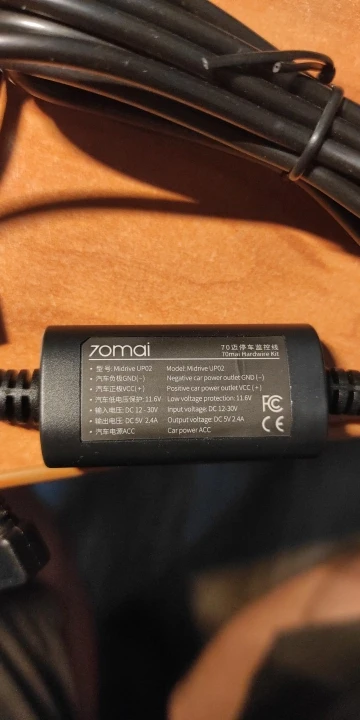 70mai
70迈停车监控线
70mai Hardwire Kit
• 型号: Midrive UP02 Model: Midrive UP02
• 汽车负极GND(-) Negative car power outlet GND (-)
• 汽车正极VCC(+) Positive car power outlet VCC (+)
• 汽车低电压保护: 11.6V Low voltage protection: 11.6V
• 输入电压: DC 12 - 30V Input voltage: DC 12-30V
• 输出电压: DC 5V 2.4A Output voltage: DC 5V 2.4A
• 汽车电源ACC Car power ACC
FC
CE